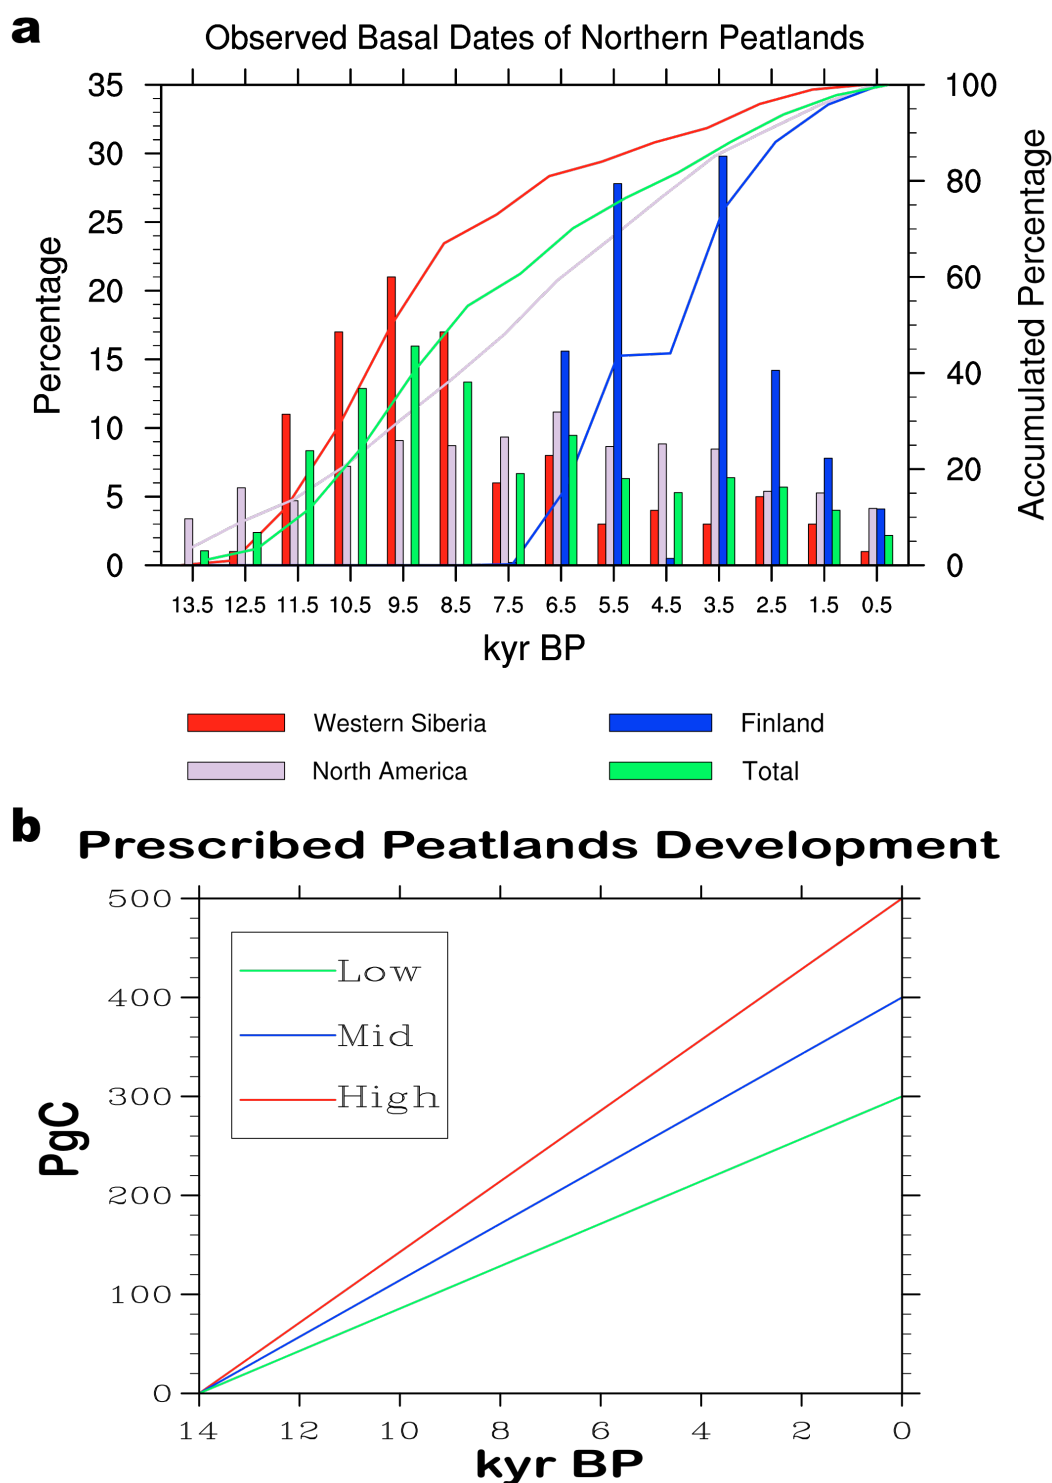 a
Observed Basal Dates of Northern Peatlands
35 100
30 80
25 60
20
15 40
10 20
5
0 0
Percentage
Accumulated Percentage
13.5 12.5 11.5 10.5 9.5 8.5 7.5 6.5 5.5 4.5 3.5 2.5 1.5 0.5
kyr BP
Western Siberia Finland
North America Total
b
Prescribed Peatlands Development
500
400
300
200
100
0
PgC
Low
Mid
High
14 12 10 8 6 4 2 0
kyr BP